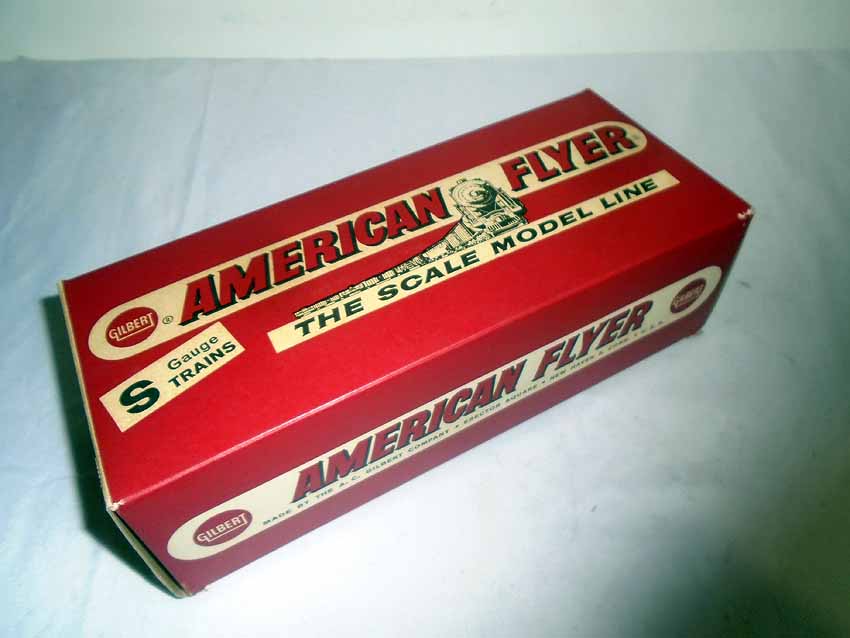 GILBERT
® AMERICAN FLYER
THE SCALE MODEL LINE
S Gauge
TRAINS
AMERICAN FLYER
GILBERT
GILBERT
MADE BY THE A. C. GILBERT COMPANY • ERECTOR SQUARE • NEW HAVEN 6 CONN. U.S.A.